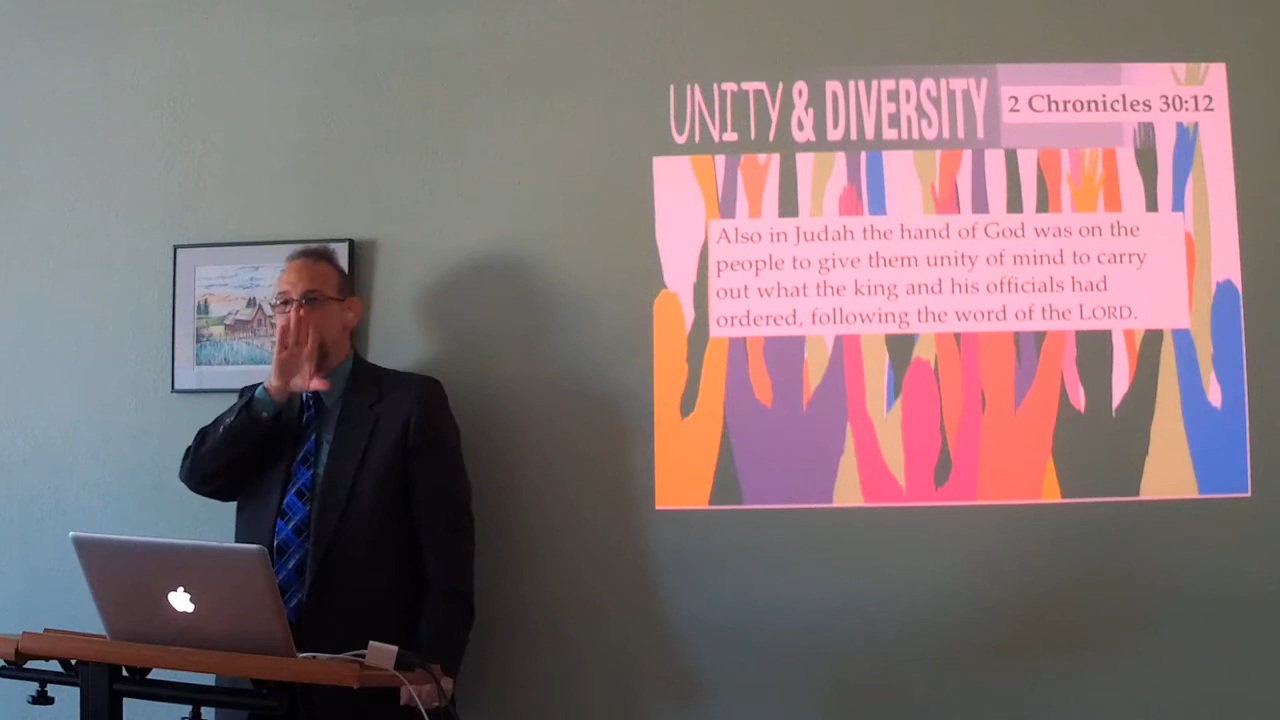 UNITY & DIVERSITY
2 Chronicles 30:12
Also in Judah the hand of God was on the
people to give them unity of mind to carry
out what the king and his officials had
ordered, following the word of the LORD.